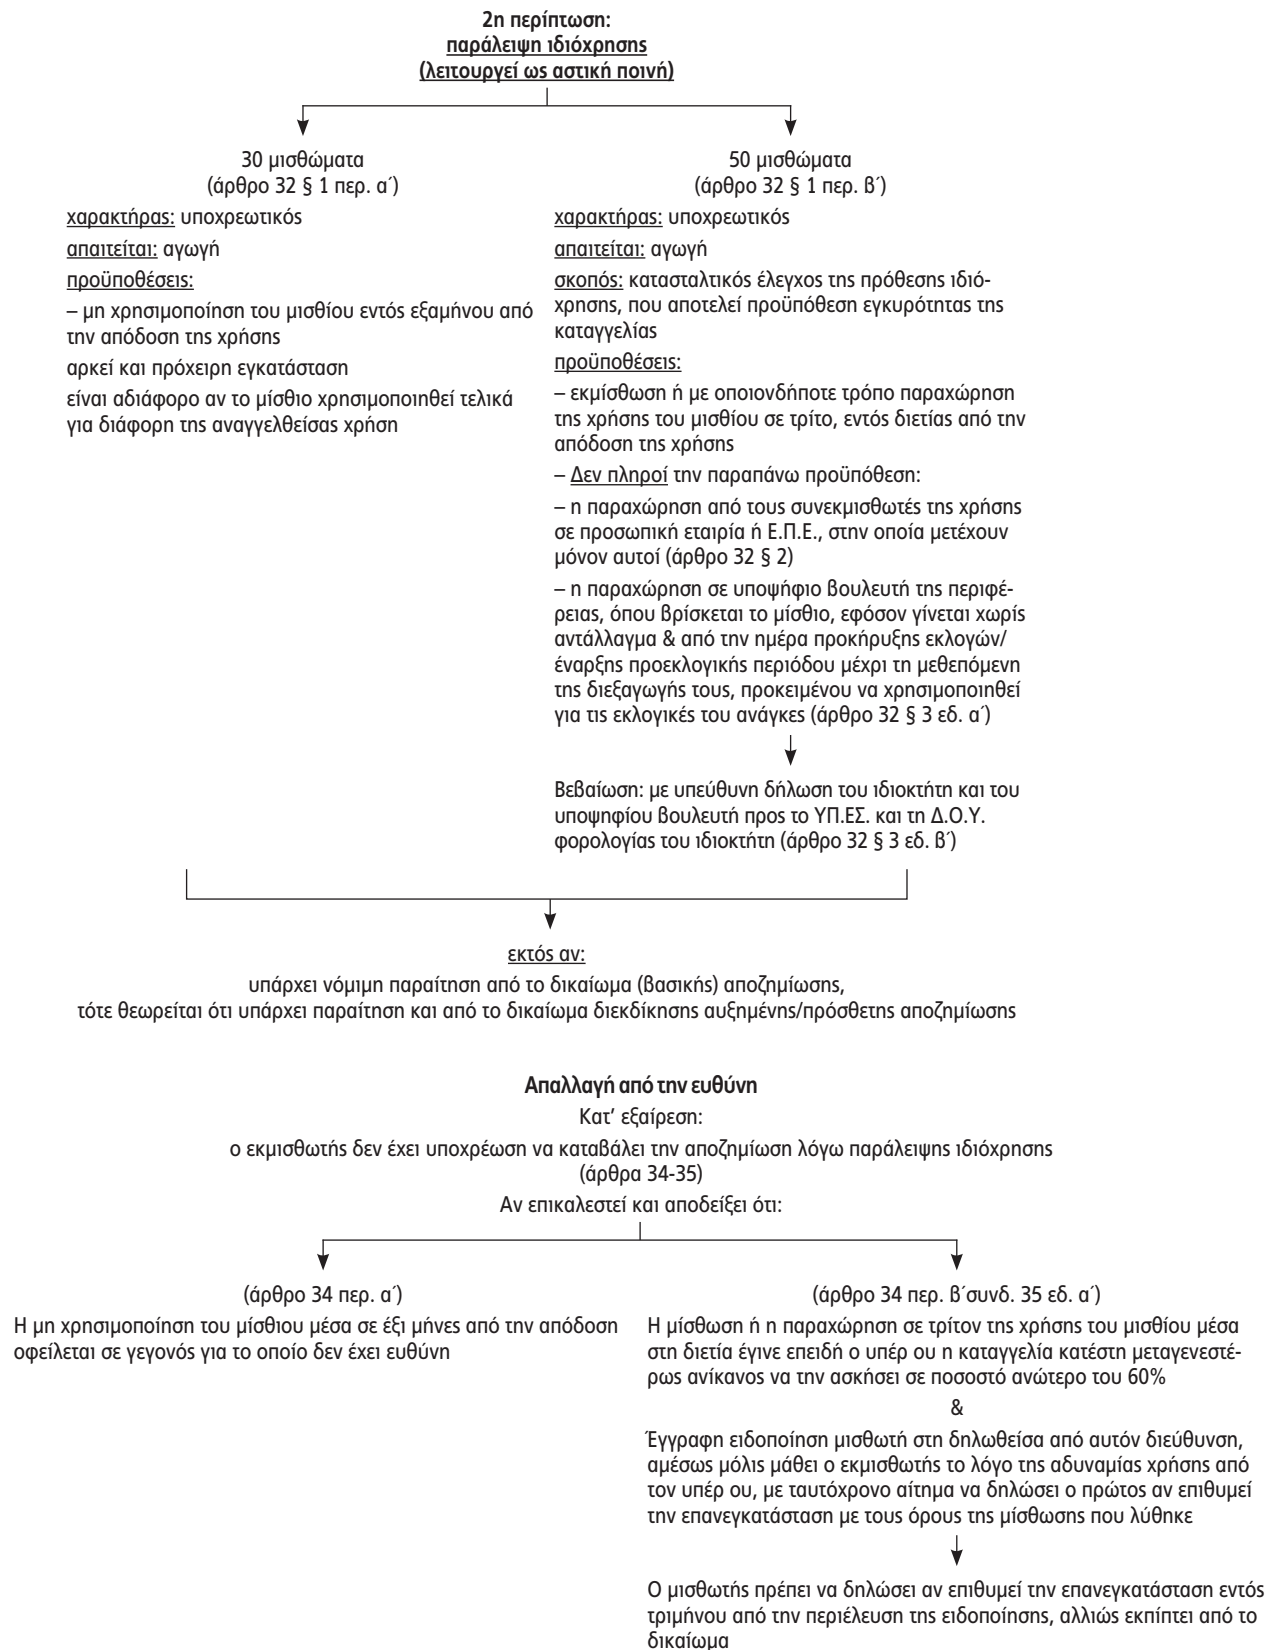 2η περίπτωση:
παράλειψη ιδιόχρησης
(λειτουργεί ως αστική ποινή)
30 μισθώματα
(άρθρο 32 § 1 περ. α´)
χαρακτήρας: υποχρεωτικός
απαιτείται: αγωγή
προϋποθέσεις:
– μη χρησιμοποίηση του μισθίου εντός εξαμήνου από
την απόδοση της χρήσης
αρκεί και πρόχειρη εγκατάσταση
είναι αδιάφορο αν το μίσθιο χρησιμοποιηθεί τελικά
για διάφορη της αναγγελθείσας χρήση
50 μισθώματα
(άρθρο 32 § 1 περ. β´)
χαρακτήρας: υποχρεωτικός
απαιτείται: αγωγή
σκοπός: κατασταλτικός έλεγχος της πρόθεσης ιδιό-
χρησης, που αποτελεί προϋπόθεση εγκυρότητας της
καταγγελίας
προϋποθέσεις:
– εκμίσθωση ή με οποιονδήποτε τρόπο παραχώρηση
της χρήσης του μισθίου σε τρίτο, εντός διετίας από την
απόδοση της χρήσης
– Δεν πληροί την παραπάνω προϋπόθεση:
– η παραχώρηση από τους συνεκμισθωτές της χρήσης
σε προσωπική εταιρία ή Ε.Π.Ε., στην οποία μετέχουν
μόνον αυτοί (άρθρο 32 § 2)
– η παραχώρηση σε υποψήφιο βουλευτή της περιφέ-
ρειας, όπου βρίσκεται το μίσθιο, εφόσον γίνεται χωρίς
αντάλλαγμα & από την ημέρα προκήρυξης εκλογών/
έναρξης προεκλογικής περιόδου μέχρι τη μεθεπόμενη
της διεξαγωγής τους, προκειμένου να χρησιμοποιηθεί
για τις εκλογικές του ανάγκες (άρθρο 32 § 3 εδ. α´)
Βεβαίωση: με υπεύθυνη δήλωση του ιδιοκτήτη και του
υποψηφίου βουλευτή προς το ΥΠ.ΕΣ. και τη Δ.Ο.Υ.
φορολογίας του ιδιοκτήτη (άρθρο 32 § 3 εδ. β´)
εκτός αν:
υπάρχει νόμιμη παραίτηση από το δικαίωμα (βασικής) αποζημίωσης,
τότε θεωρείται ότι υπάρχει παραίτηση και από το δικαίωμα διεκδίκησης αυξημένης/πρόσθετης αποζημίωσης
Απαλλαγή από την ευθύνη
Κατ’ εξαίρεση:
ο εκμισθωτής δεν έχει υποχρέωση να καταβάλει την αποζημίωση λόγω παράλειψης ιδιόχρησης
(άρθρα 34-35)
Αν επικαλεστεί και αποδείξει ότι:
(άρθρο 34 περ. α´)
Η μη χρησιμοποίηση του μίσθιου μέσα σε έξι μήνες από την απόδοση
οφείλεται σε γεγονός για το οποίο δεν έχει ευθύνη
(άρθρο 34 περ. β´συνδ. 35 εδ. α´)
Η μίσθωση ή η παραχώρηση σε τρίτον της χρήσης του μισθίου μέσα
στη διετία έγινε επειδή ο υπέρ ου η καταγγελία κατέστη μεταγενεστέ-
ρως ανίκανος να την ασκήσει σε ποσοστό ανώτερο του 60%
&
Έγγραφη ειδοποίηση μισθωτή στη δηλωθείσα από αυτόν διεύθυνση,
αμέσως μόλις μάθει ο εκμισθωτής το λόγο της αδυναμίας χρήσης από
τον υπέρ ου, με ταυτόχρονο αίτημα να δηλώσει ο πρώτος αν επιθυμεί
την επανεγκατάσταση με τους όρους της μίσθωσης που λύθηκε
Ο μισθωτής πρέπει να δηλώσει αν επιθυμεί την επανεγκατάσταση εντός
τριμήνου από την περιέλευση της ειδοποίησης, αλλιώς εκπίπτει από το
δικαίωμα